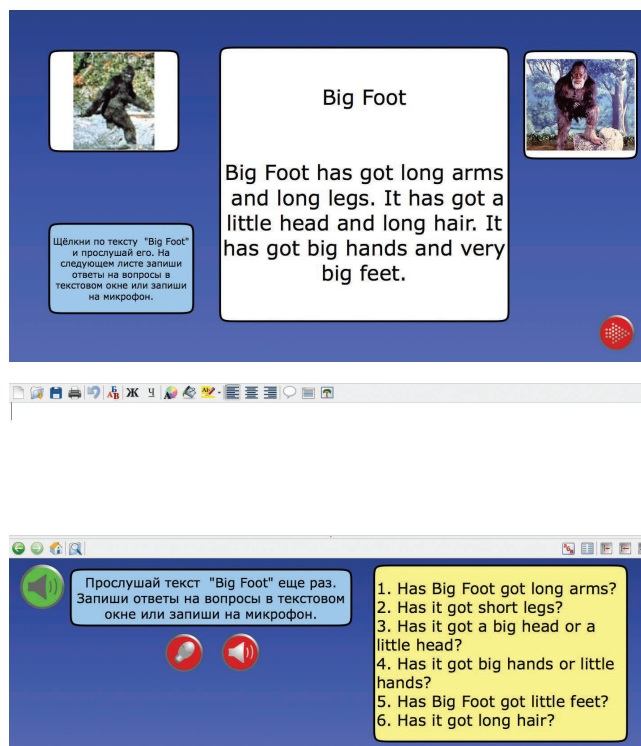 Big Foot
Big Foot has got long arms
and long legs. It has got a
little head and long hair. It
has got big hands and very
big feet.
Щёлкни по тексту "Big Foot"
и прослушай его. На
следующем листе запиши
ответы на вопросы в
текстовом окне или запиши
на микрофон.
Ж Ч
Прослушай текст "Big Foot" еще раз.
Запиши ответы на вопросы в текстовом
окне или запиши на микрофон.
1. Has Big Foot got long arms?
2. Has it got short legs?
3. Has it got a big head or a
little head?
4. Has it got big hands or little
hands?
5. Has Big Foot got little feet?
6. Has it got long hair?